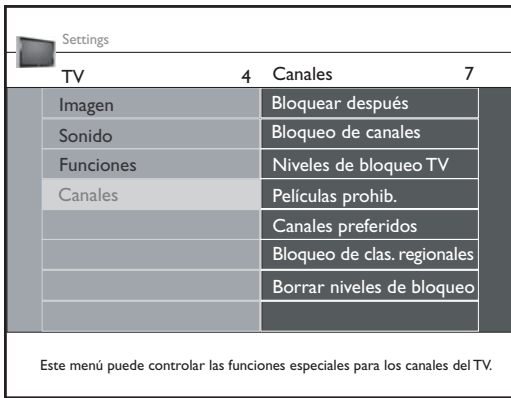 Settings
TV 4 Canales 7
Imagen Bloquear después
Sonido Bloqueo de canales
Funciones Niveles de bloqueo TV
Canales Películas prohib.
Canales preferidos
Bloqueo de clas. regionales
Borrar niveles de bloqueo
Este menú puede controlar las funciones especiales para los canales del TV.